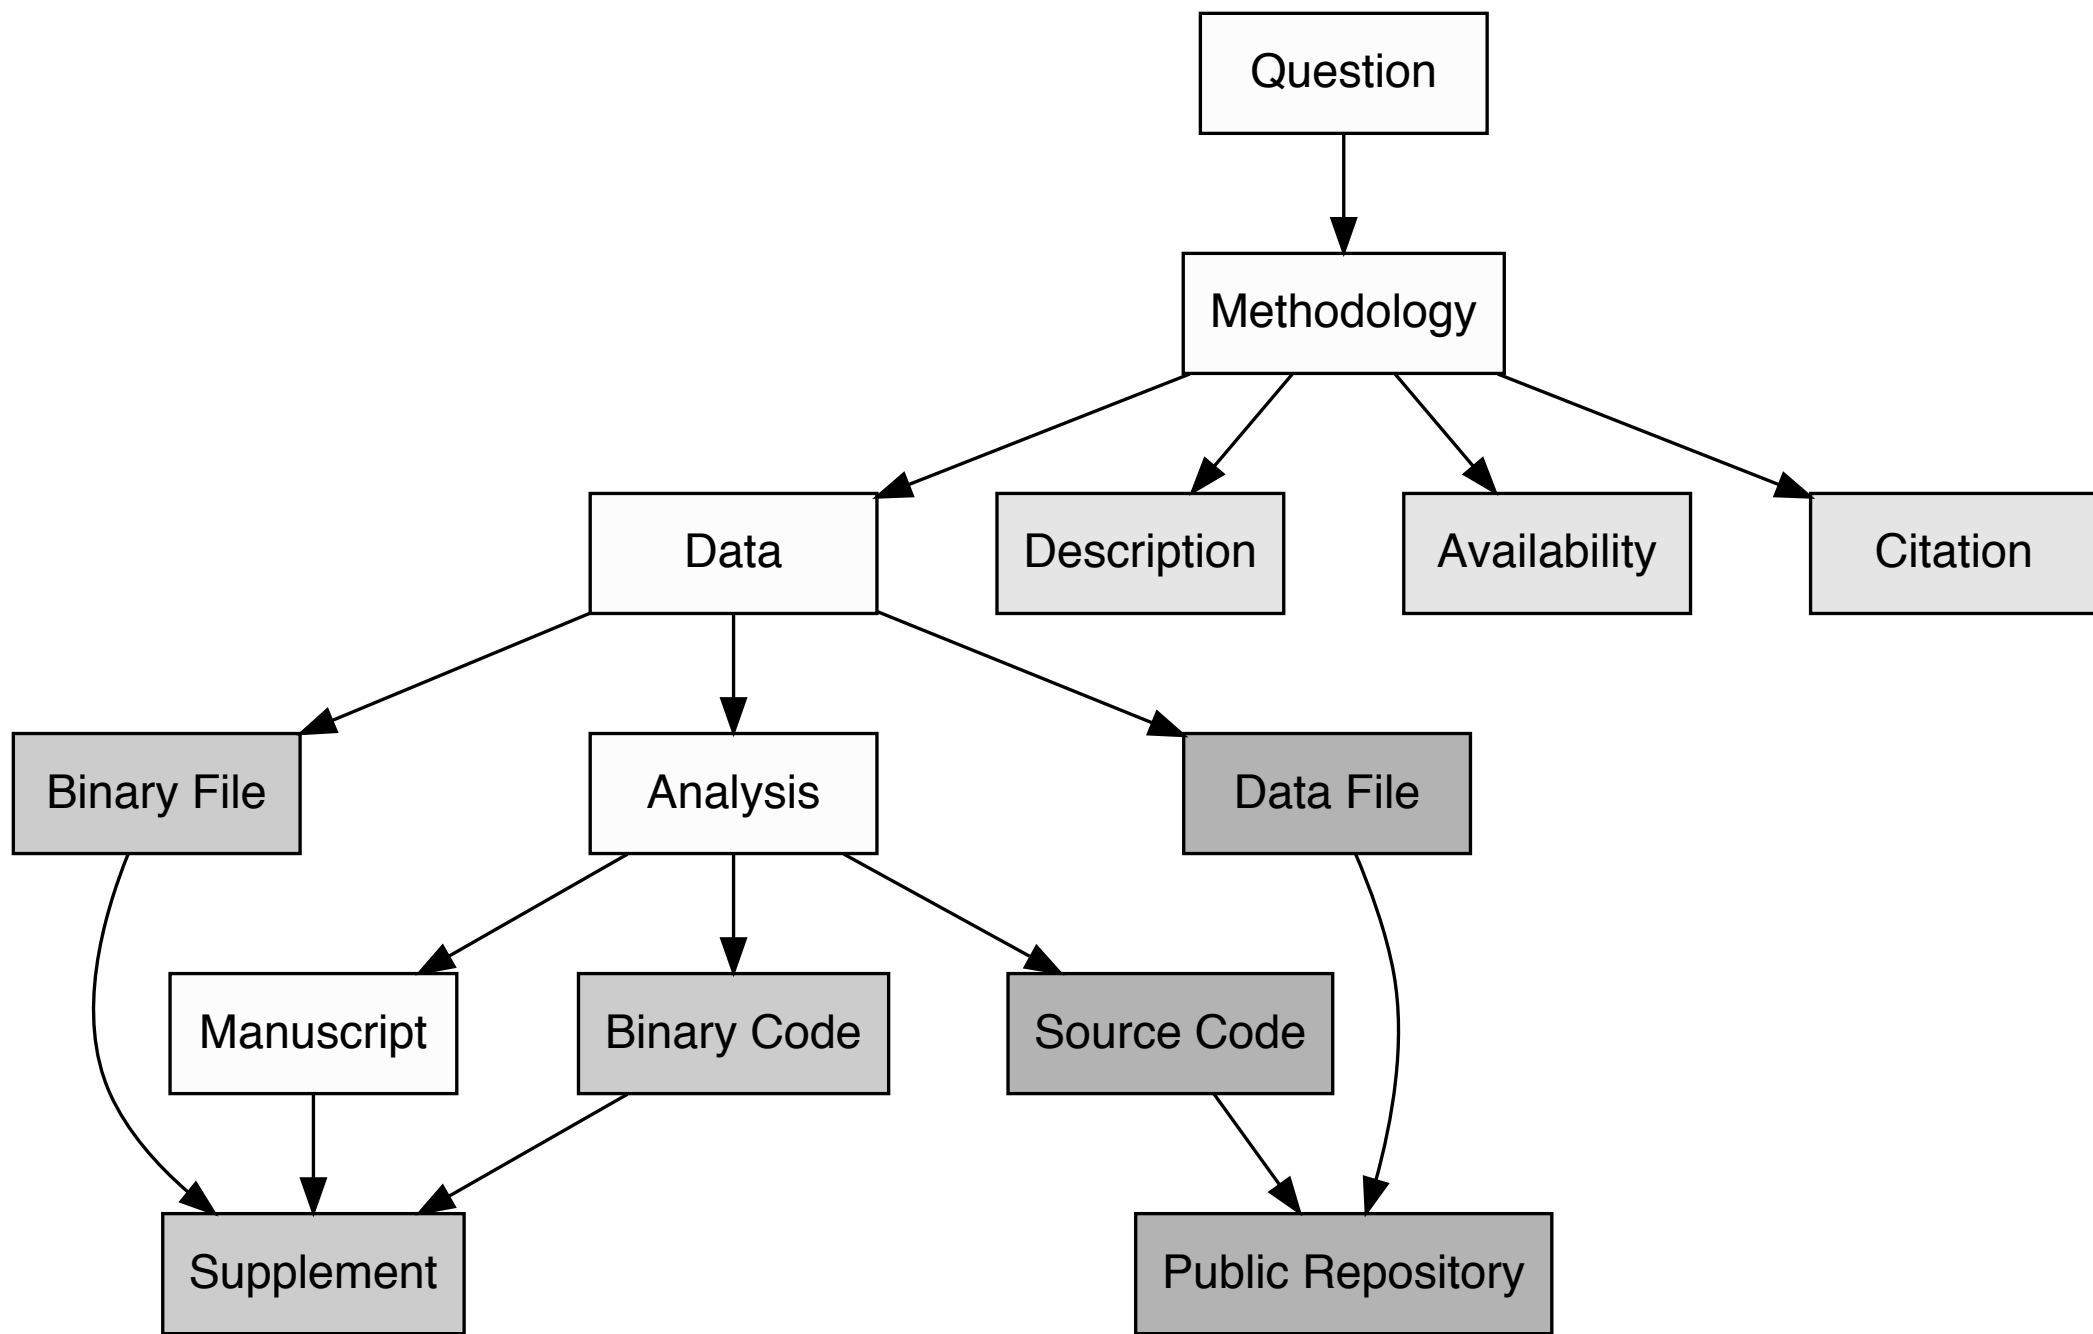 Question
Methodology
Data
Description
Availability
Citation
Binary File
Analysis
Data File
Manuscript
Binary Code
Source Code
Supplement
Public Repository